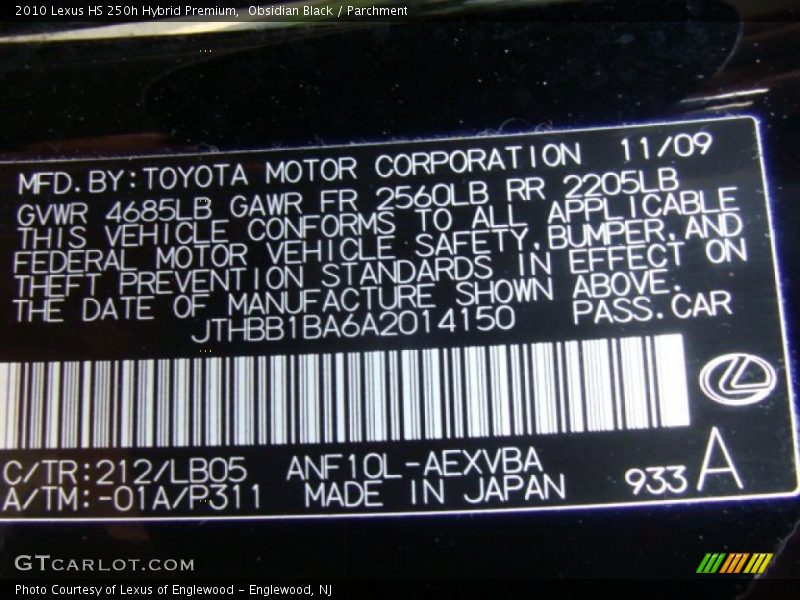 2010 Lexus HS 250h Hybrid Premium, Obsidian Black / Parchment
MFD.BY:TOYOTA MOTOR CORPORATION 11/09
GVWR 4685LB GAWR FR 2560LB RR 2205LB
THIS VEHICLE CONFORMS TO ALL APPLICABLE
FEDERAL MOTOR VEHICLE SAFETY,BUMPER,AND
THEFT PREVENTION STANDARDS IN EFFECT ON
THE DATE OF MANUFACTURE SHOWN ABOVE.
JTHBB1BA6A2014150 PASS.CAR
C/TR:212/LB05 ANF10L-AEXVBA
A/TM:-01A/P311 MADE IN JAPAN 933 A
GTCARLOT.COM
Photo Courtesy of Lexus of Englewood - Englewood, NJ